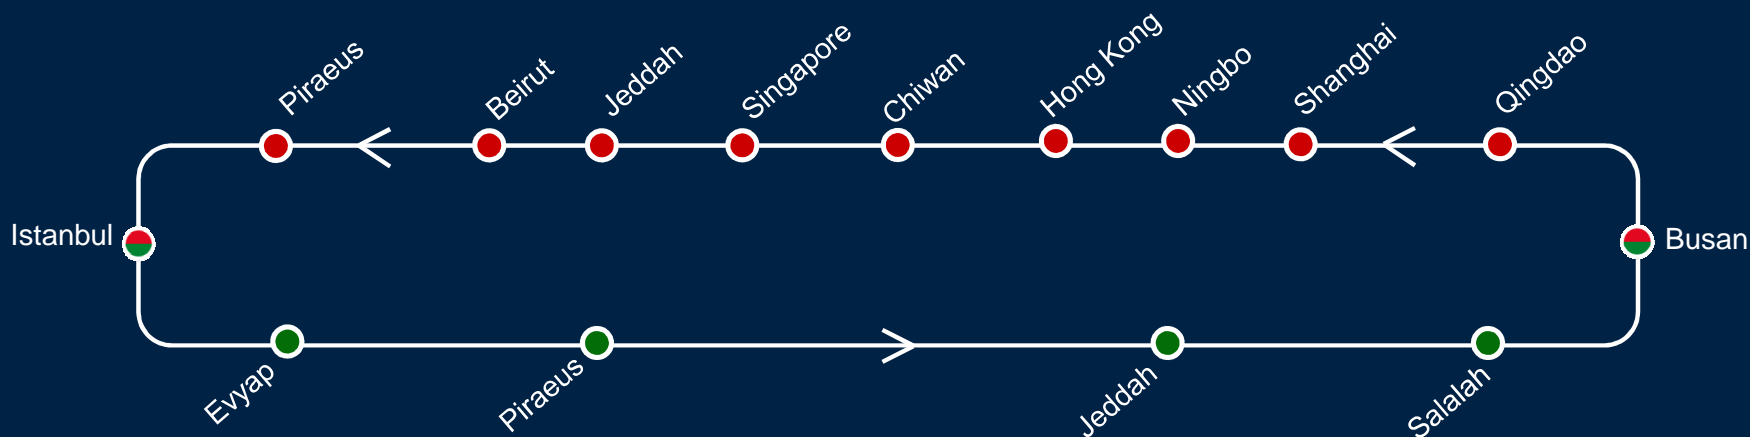 Piraeus
Beirut
Jeddah
Singapore
Chiwan
Hong Kong
Ningbo
Shanghai
Qingdao
Istanbul
Busan
Evyap
Piraeus
Jeddah
Salalah